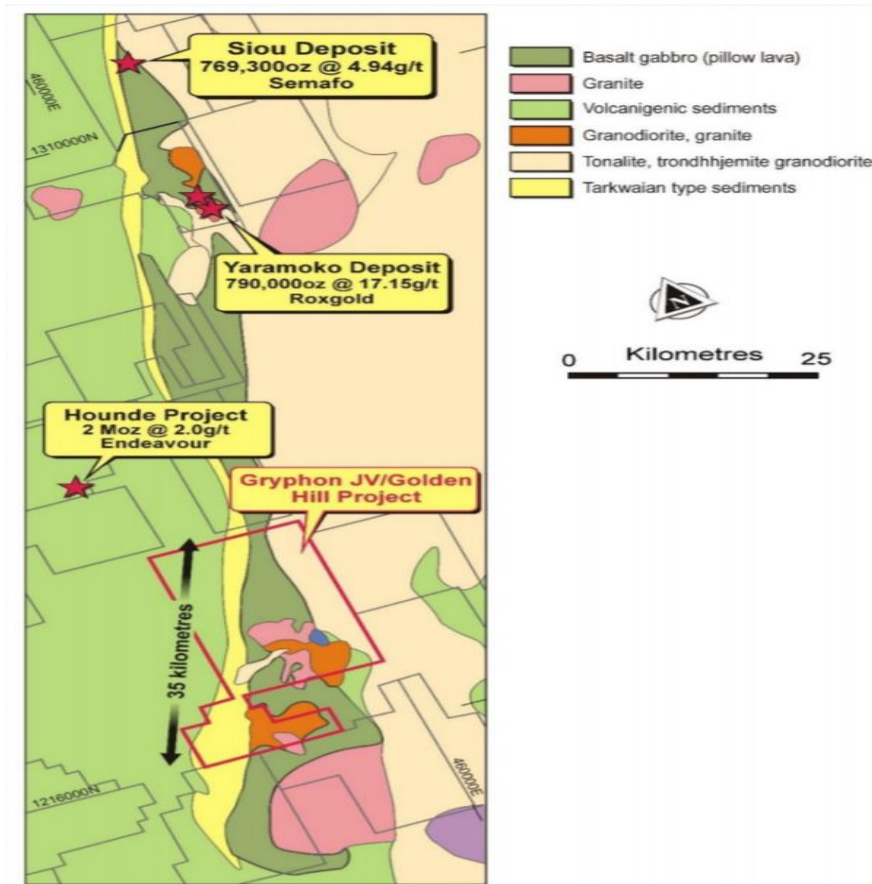 Siou Deposit
769,300oz @ 4.94g/t
Semafo
460000E
1310000N
Yaramoko Deposit
790,000oz @ 17.15g/t
Roxgold
Hounde Project
2 Moz @ 2.0g/t
Endeavour
Gryphon JV/Golden
Hill Project
35 kilometres
1216000N
460000E
Basalt gabbro (pillow lava)
Granite
Volcanigenic sediments
Granodiorite, granite
Tonalite, trondhhjemite granodiorite
Tarkwaian type sediments
N
0 Kilometres 25